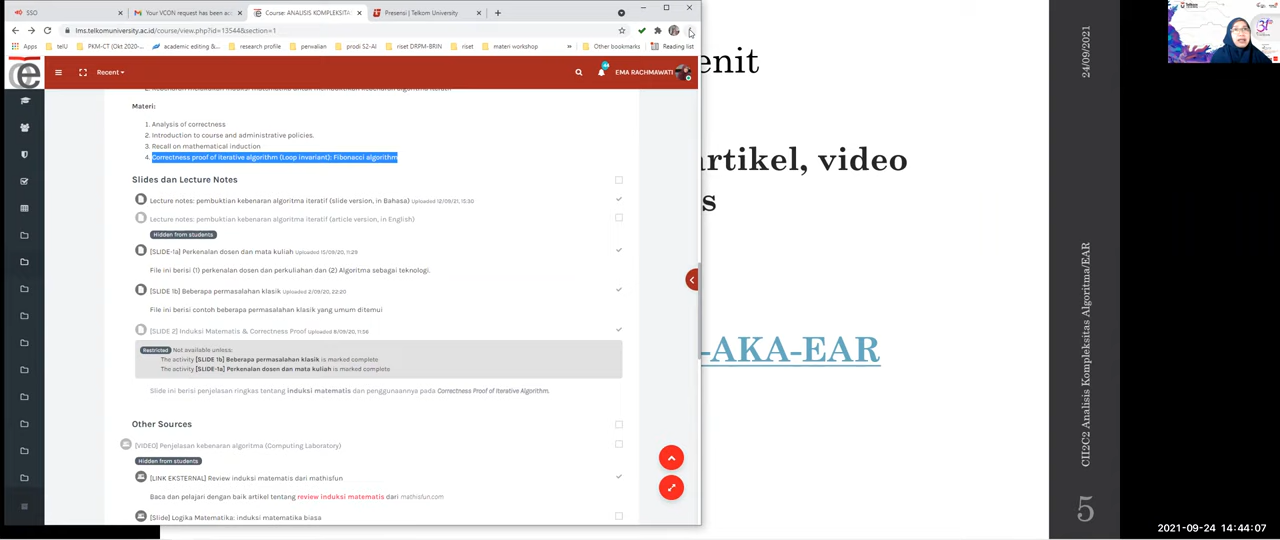 SSO
Your VCON request has been ac
Course: ANALISIS KOMPLEKSITA
Presensi | Telkom University
lms.telkomuniversity.ac.id/course/view.php?id=13544&section=1
Apps
telU
PKM-CT (Okt 2020-...
academic editing &...
research profile
perwalian
prodi S2-AI
riset DRPM-BRIN
riset
materi workshop
»
Other bookmarks
Reading list
Recent
EMA RACHMAWATI
Materi:
1. Analysis of correctness
2. Introduction to course and administrative policies.
3. Recall on mathematical induction
4. Correctness proof of iterative algorithm (Loop invariant): Fibonacci algorithm
Slides dan Lecture Notes
Lecture notes: pembuktian kebenaran algoritma iteratif (slide version, in Bahasa) Uploaded 12/09/21, 15:30
Lecture notes: pembuktian kebenaran algoritma iteratif (article version, in English)
Hidden from students
[SLIDE-1a] Perkenalan dosen dan mata kuliah Uploaded 15/09/20, 11:29
File ini berisi (1) perkenalan dosen dan perkuliahan dan (2) Algoritma sebagai teknologi.
[SLIDE 1b] Beberapa permasalahan klasik Uploaded 2/09/20, 22:20
File ini berisi contoh beberapa permasalahan klasik yang umum ditemui
[SLIDE 2] Induksi Matematis & Correctness Proof Uploaded 8/09/20, 11:56
Restricted Not available unless:
The activity [SLIDE 1b] Beberapa permasalahan klasik is marked complete
The activity [SLIDE-1a] Perkenalan dosen dan mata kuliah is marked complete
Slide ini berisi penjelasan ringkas tentang induksi matematis dan penggunaannya pada Correctness Proof of Iterative Algorithm.
Other Sources
[VIDEO] Penjelasan kebenaran algoritma (Computing Laboratory)
Hidden from students
[LINK EKSTERNAL] Review induksi matematis dari mathisfun
Baca dan pelajari dengan baik artikel tentang review induksi matematis dari mathisfun.com
[Slide] Logika Matematika: induksi matematika biasa
enit
rtikel, video
s
-AKA-EAR
24/09/2021
CII2C2 Analisis Kompleksitas Algoritma/EAR
5
2021-09-24 14:44:07